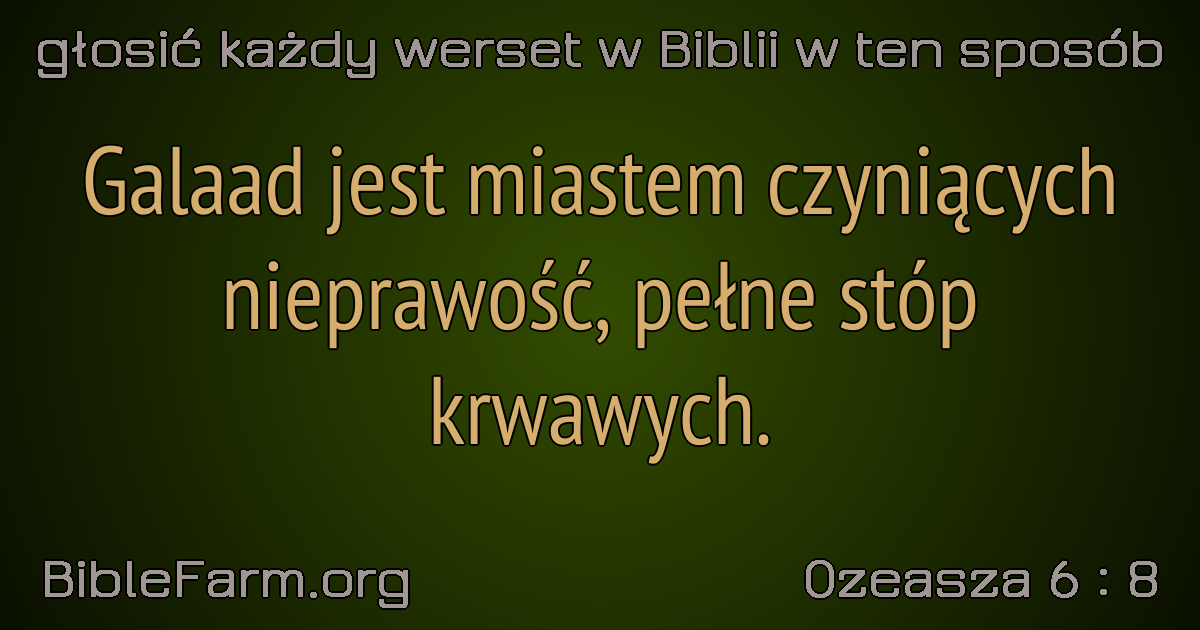 głosić każdy werset w Biblii w ten sposób
Galaad jest miastem czyniących
nieprawość, pełne stóp
krwawych.
BibleFarm.org
Ozeasza 6 : 8